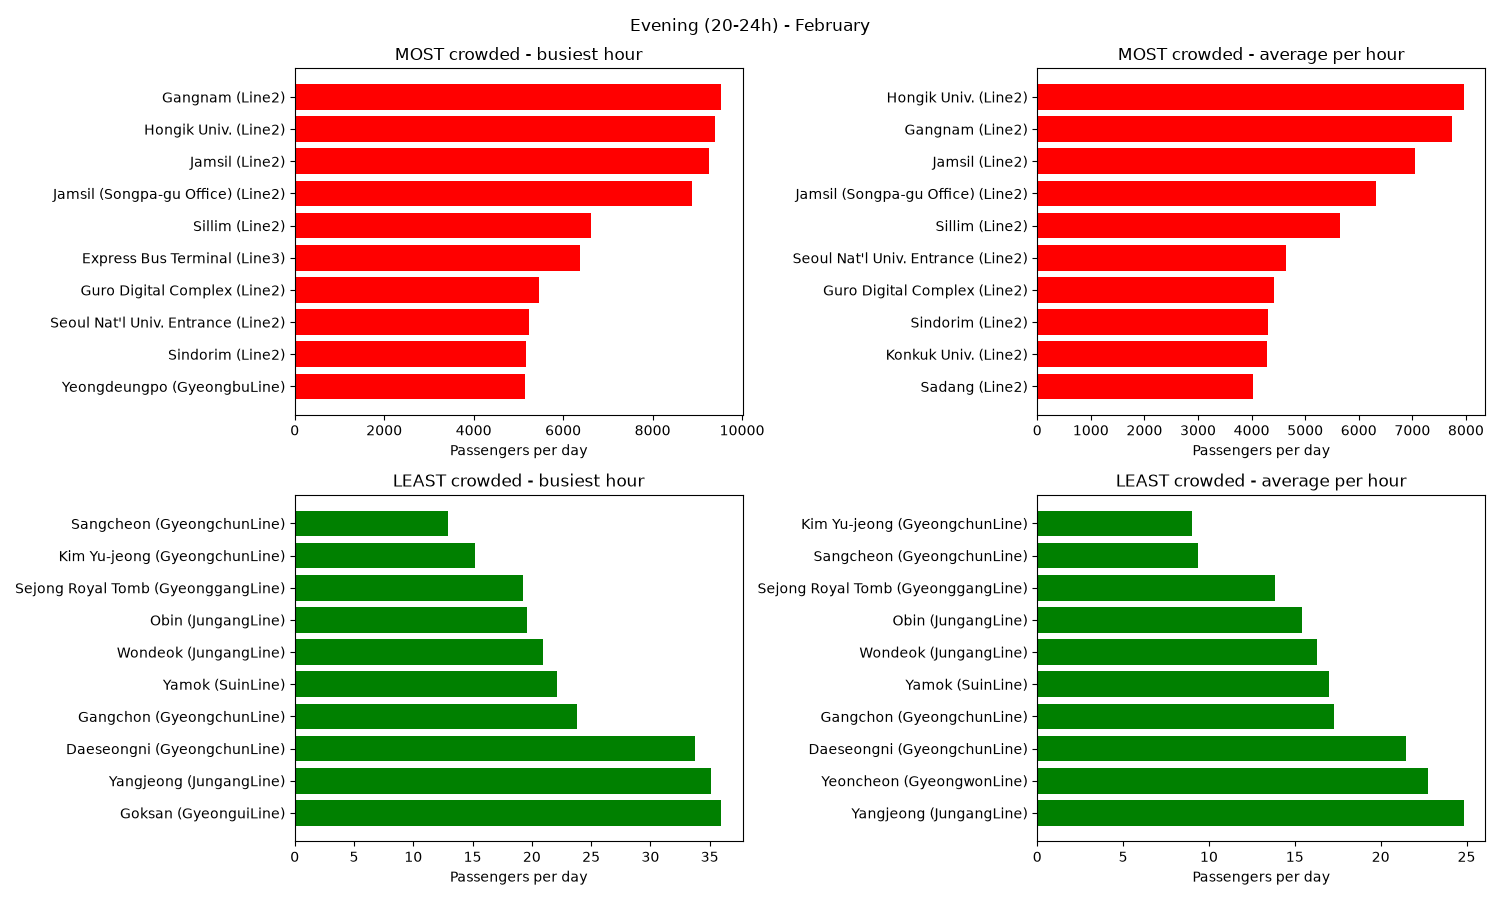 Evening (20-24h) - February
MOST crowded - busiest hour
Gangnam (Line2)
Hongik Univ. (Line2)
Jamsil (Line2)
Jamsil (Songpa-gu Office) (Line2)
Sillim (Line2)
Express Bus Terminal (Line3)
Guro Digital Complex (Line2)
Seoul Nat'l Univ. Entrance (Line2)
Sindorim (Line2)
Yeongdeungpo (GyeongbuLine)
0 2000 4000 6000 8000 10000
Passengers per day
MOST crowded - average per hour
Hongik Univ. (Line2)
Gangnam (Line2)
Jamsil (Line2)
Jamsil (Songpa-gu Office) (Line2)
Sillim (Line2)
Seoul Nat'l Univ. Entrance (Line2)
Guro Digital Complex (Line2)
Sindorim (Line2)
Konkuk Univ. (Line2)
Sadang (Line2)
0 1000 2000 3000 4000 5000 6000 7000 8000
Passengers per day
LEAST crowded - busiest hour
Sangcheon (GyeongchunLine)
Kim Yu-jeong (GyeongchunLine)
Sejong Royal Tomb (GyeonggangLine)
Obin (JungangLine)
Wondeok (JungangLine)
Yamok (SuinLine)
Gangchon (GyeongchunLine)
Daeseongni (GyeongchunLine)
Yangjeong (JungangLine)
Goksan (GyeonguiLine)
0 5 10 15 20 25 30 35
Passengers per day
LEAST crowded - average per hour
Kim Yu-jeong (GyeongchunLine)
Sangcheon (GyeongchunLine)
Sejong Royal Tomb (GyeonggangLine)
Obin (JungangLine)
Wondeok (JungangLine)
Yamok (SuinLine)
Gangchon (GyeongchunLine)
Daeseongni (GyeongchunLine)
Yeoncheon (GyeongwonLine)
Yangjeong (JungangLine)
0 5 10 15 20 25
Passengers per day